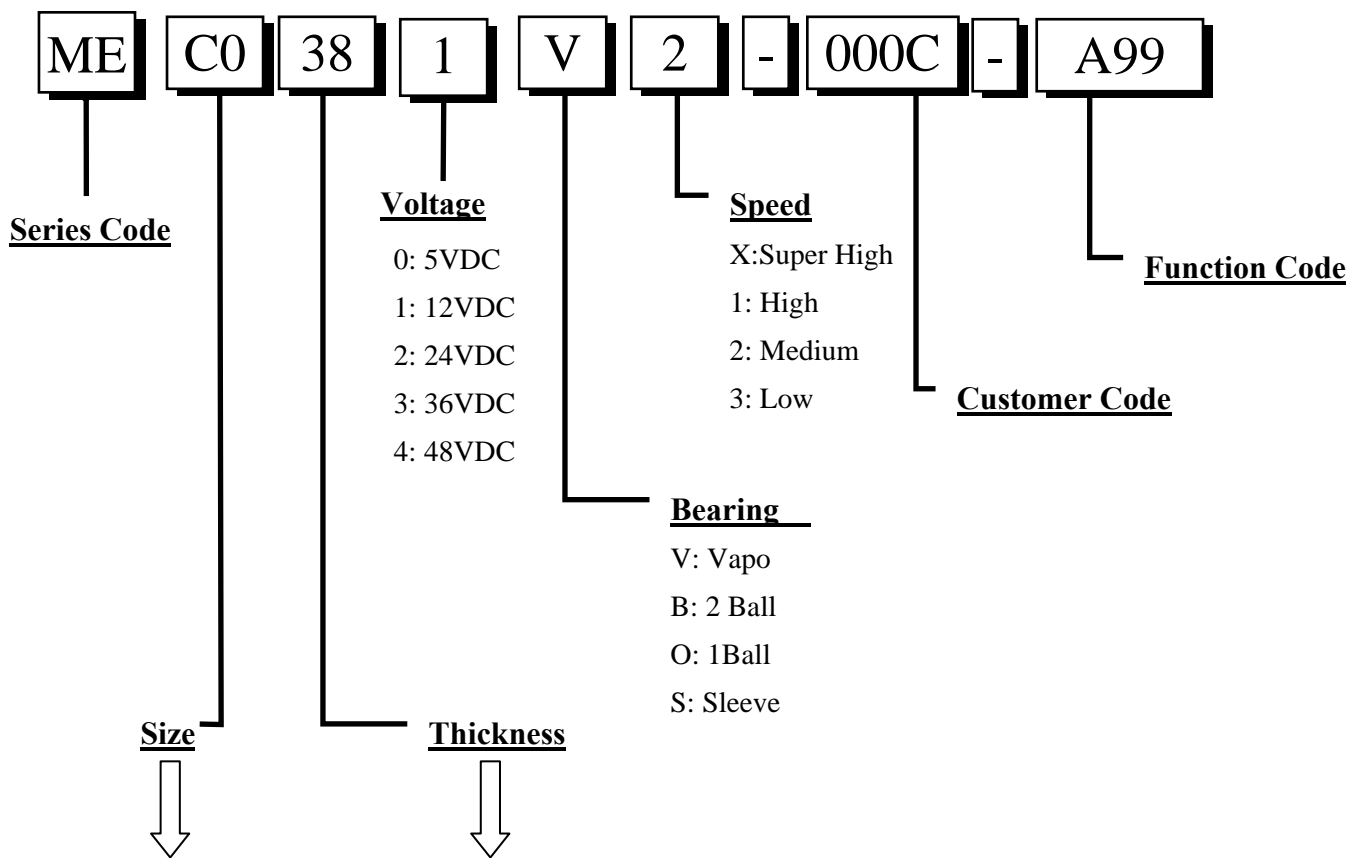 ME C0 38 1 V 2 - 000C - A99
Series Code
Voltage
0: 5VDC
1: 12VDC
2: 24VDC
3: 36VDC
4: 48VDC
Speed
X:Super High
1: High
2: Medium
3: Low
Function Code
Customer Code
Bearing
V: Vapo
B: 2 Ball
O: 1Ball
S: Sleeve
Size
Thickness